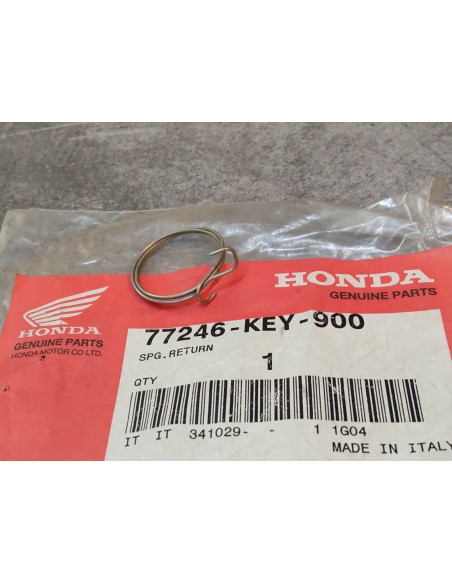 HONDA
GENUINE PARTS
HONDA
GENUINE PARTS
HONDA MOTOR CO LTD.
77246-KEY-900
SPG.RETURN
1
QTY
IT IT 341029- - 1 1G04
MADE IN ITALY